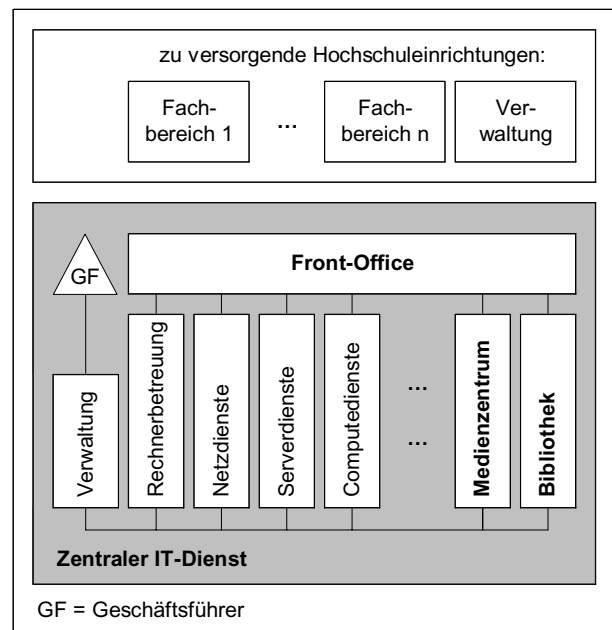 zu versorgende Hochschuleinrichtungen:
Fach-
bereich 1
...
Fach-
bereich n
Ver-
waltung
GF
Front-Office
Verwaltung
Rechnerbetreuung
Netzdienste
Serverdienste
Computedienste
...
...
Medienzentrum
Bibliothek
Zentraler IT-Dienst
GF = Geschäftsführer